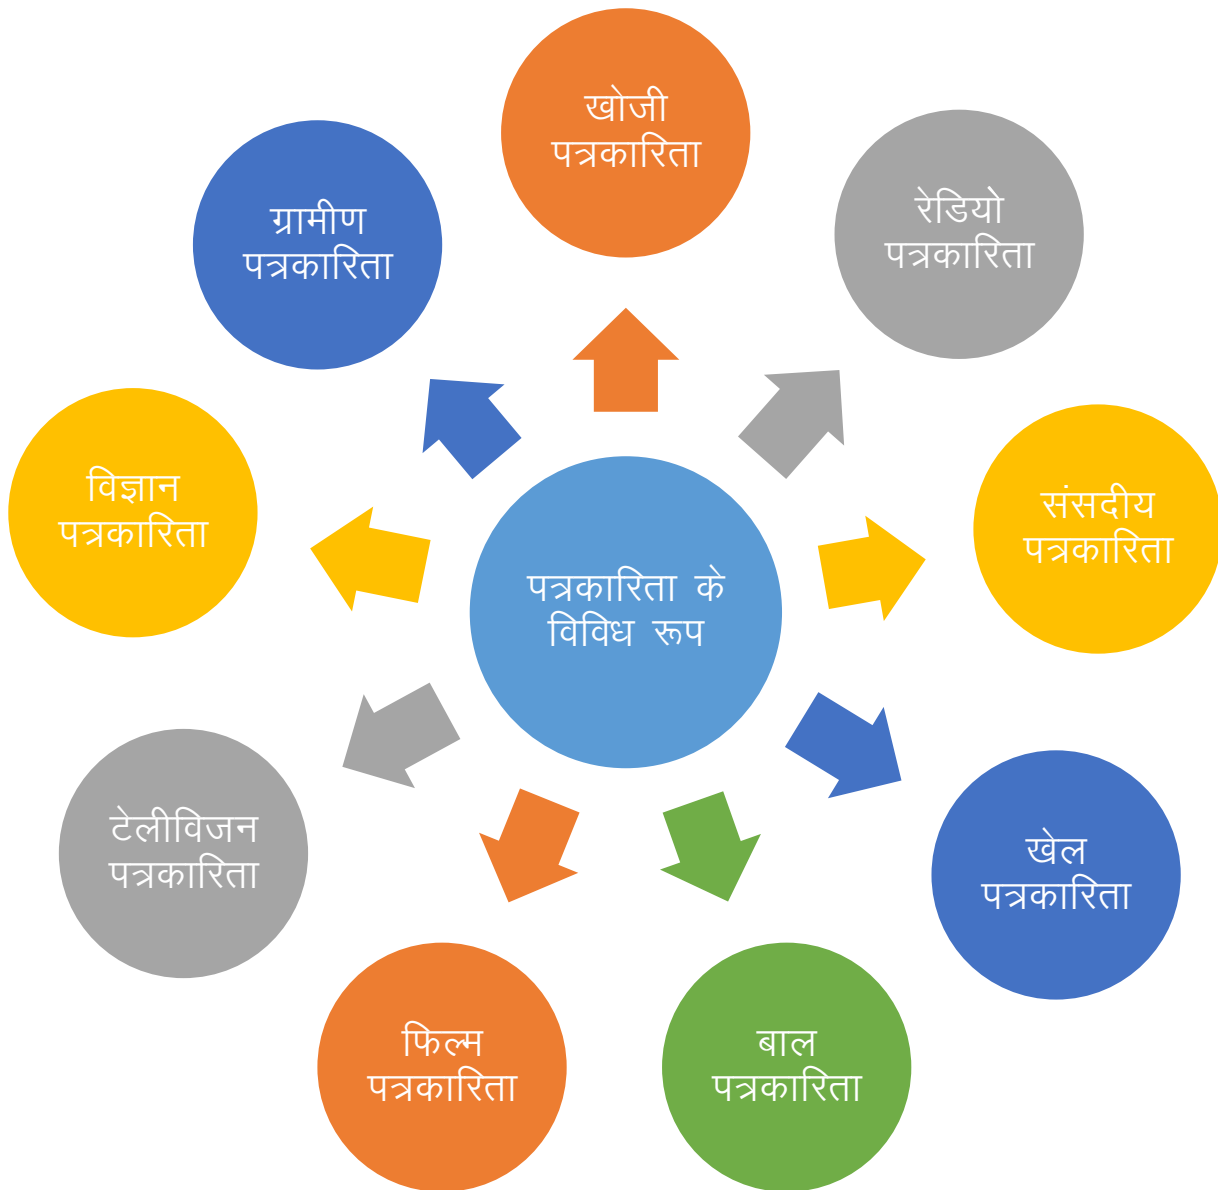 खोजी
पत्रकारिता
रेडियो
पत्रकारिता
संसदीय
पत्रकारिता
खेल
पत्रकारिता
बाल
पत्रकारिता
फिल्म
पत्रकारिता
टेलीविजन
पत्रकारिता
विज्ञान
पत्रकारिता
ग्रामीण
पत्रकारिता
पत्रकारिता के
विविध रूप